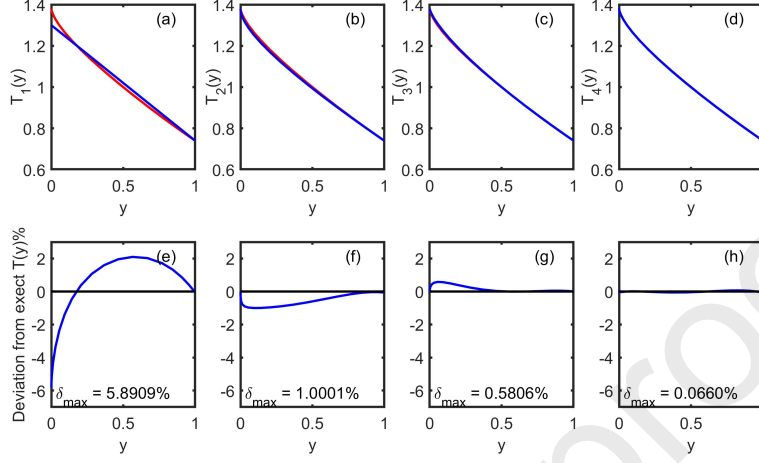 (a) (b) (c) (d)
1.4 1.4 1.4 1.4
1.2 1.2 1.2 1.2
1 1 1 1
0.8 0.8 0.8 0.8
0.6 0.6 0.6 0.6
T1(y) T2(y) T3(y) T4(y)
0 0.5 1 0 0.5 1 0 0.5 1 0 0.5
y y y y
(e) (f) (g) (h)
2 2 2 2
0 0 0 0
-2 -2 -2 -2
-4 -4 -4 -4
-6 -6 -6 -6
Deviation from exect T(y)%
δmax = 5.8909% δmax = 1.0001% δmax = 0.5806% δmax = 0.0660%
0 0.5 1 0 0.5 1 0 0.5 1 0 0.5
y y y y